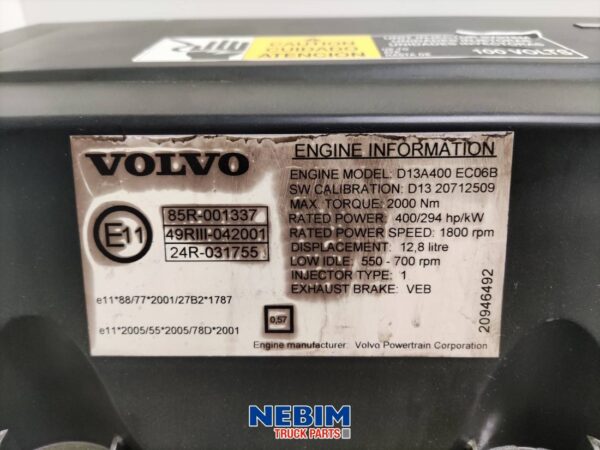 CAUTION
CUIDADO
ATENCION
100 VOLTS
VOLVO
ENGINE INFORMATION
ENGINE MODEL: D13A400 EC06B
SW CALIBRATION: D13 20712509
MAX. TORQUE: 2000 Nm
RATED POWER: 400/294 hp/kW
RATED SPEED: 1800 rpm
DISPLACEMENT: 12,8 litre
LOW IDLE: 550 - 700 rpm
INJECTOR TYPE: 1
EXHAUST BRAKE: VEB
E11
85R-001337
49RIII-042001
24R-031755
e11*88/77*2001/27B2*1787
e11*2005/55*2005/78D*2001
0,57
20946492
Engine manufacturer: Volvo Powertrain Corporation
NEBIM
TRUCK PARTS